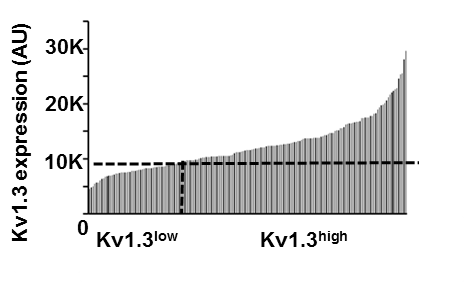 Kv1.3 expression (AU)
30K
20K
10K
0
Kv1.3low Kv1.3high